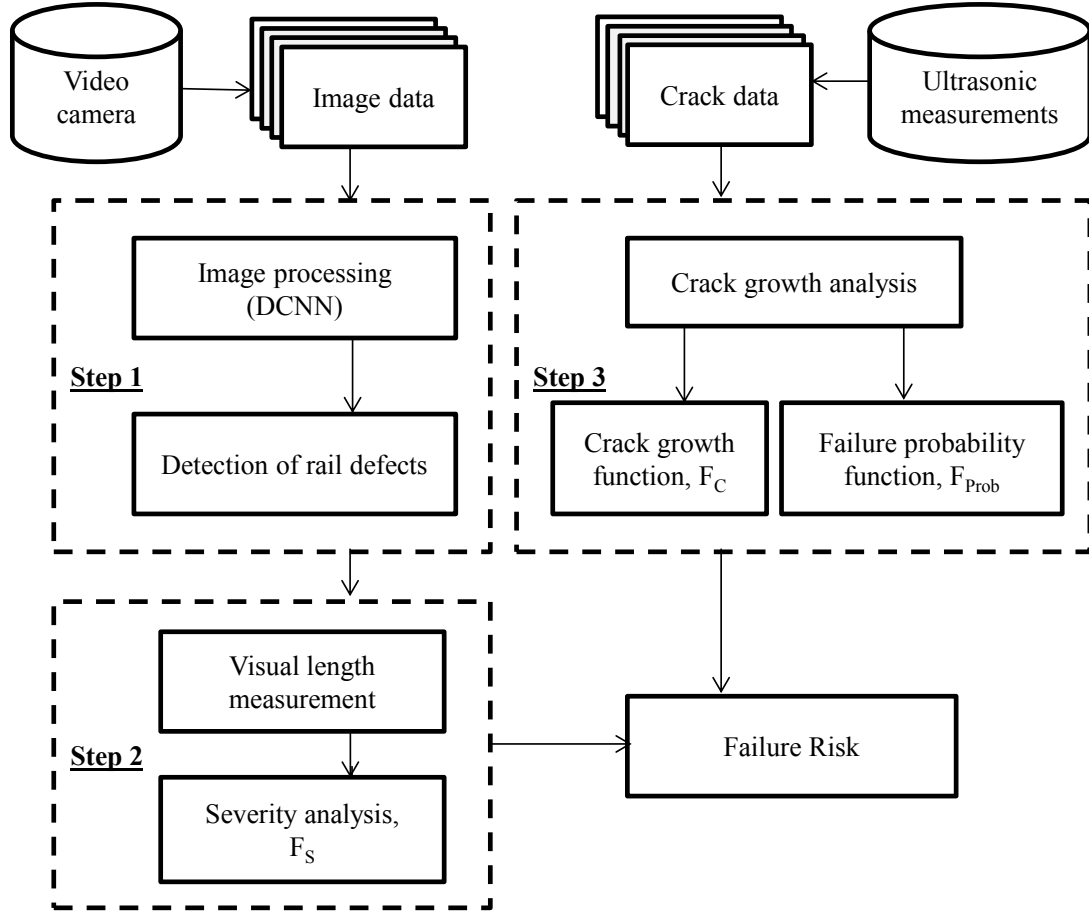 Video
camera
Image data
Crack data
Ultrasonic
measurements
Image processing
(DCNN)
Step 1
Detection of rail defects
Crack growth analysis
Step 3
Crack growth
function, F_C
Failure probability
function, F_Prob
Visual length
measurement
Step 2
Severity analysis,
F_S
Failure Risk